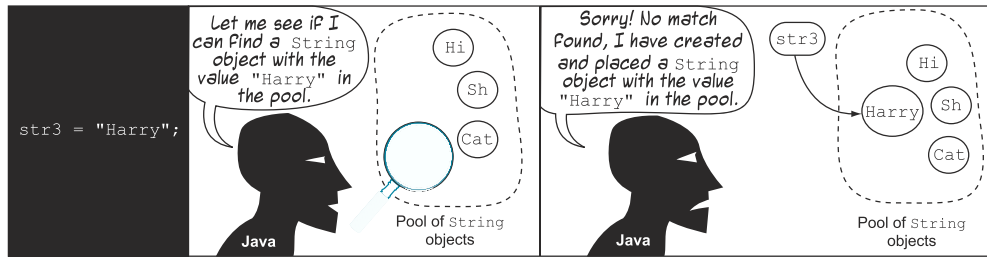 str3 = "Harry";
Let me see if I
can find a String
object with the
value "Harry" in
the pool.
Hi
Sh
Cat
Java
Pool of String
objects
Sorry! No match
found, I have created
and placed a String
object with the value
"Harry" in the pool.
str3
Hi
Harry
Sh
Cat
Java
Pool of String
objects